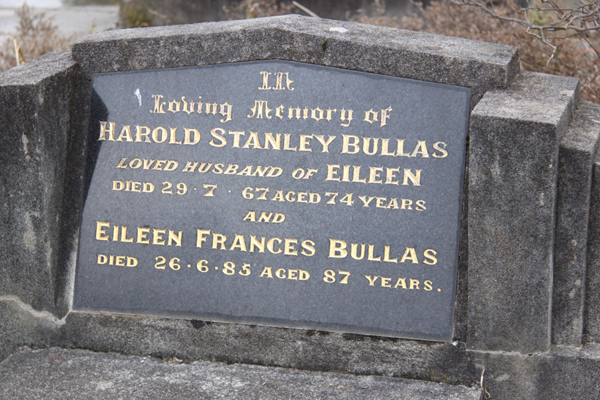 In
Loving Memory of
HAROLD STANLEY BULLAS
LOVED HUSBAND OF EILEEN
DIED 29 · 7 · 67 AGED 74 YEARS
AND
EILEEN FRANCES BULLAS
DIED 26 · 6 · 85 AGED 87 YEARS.